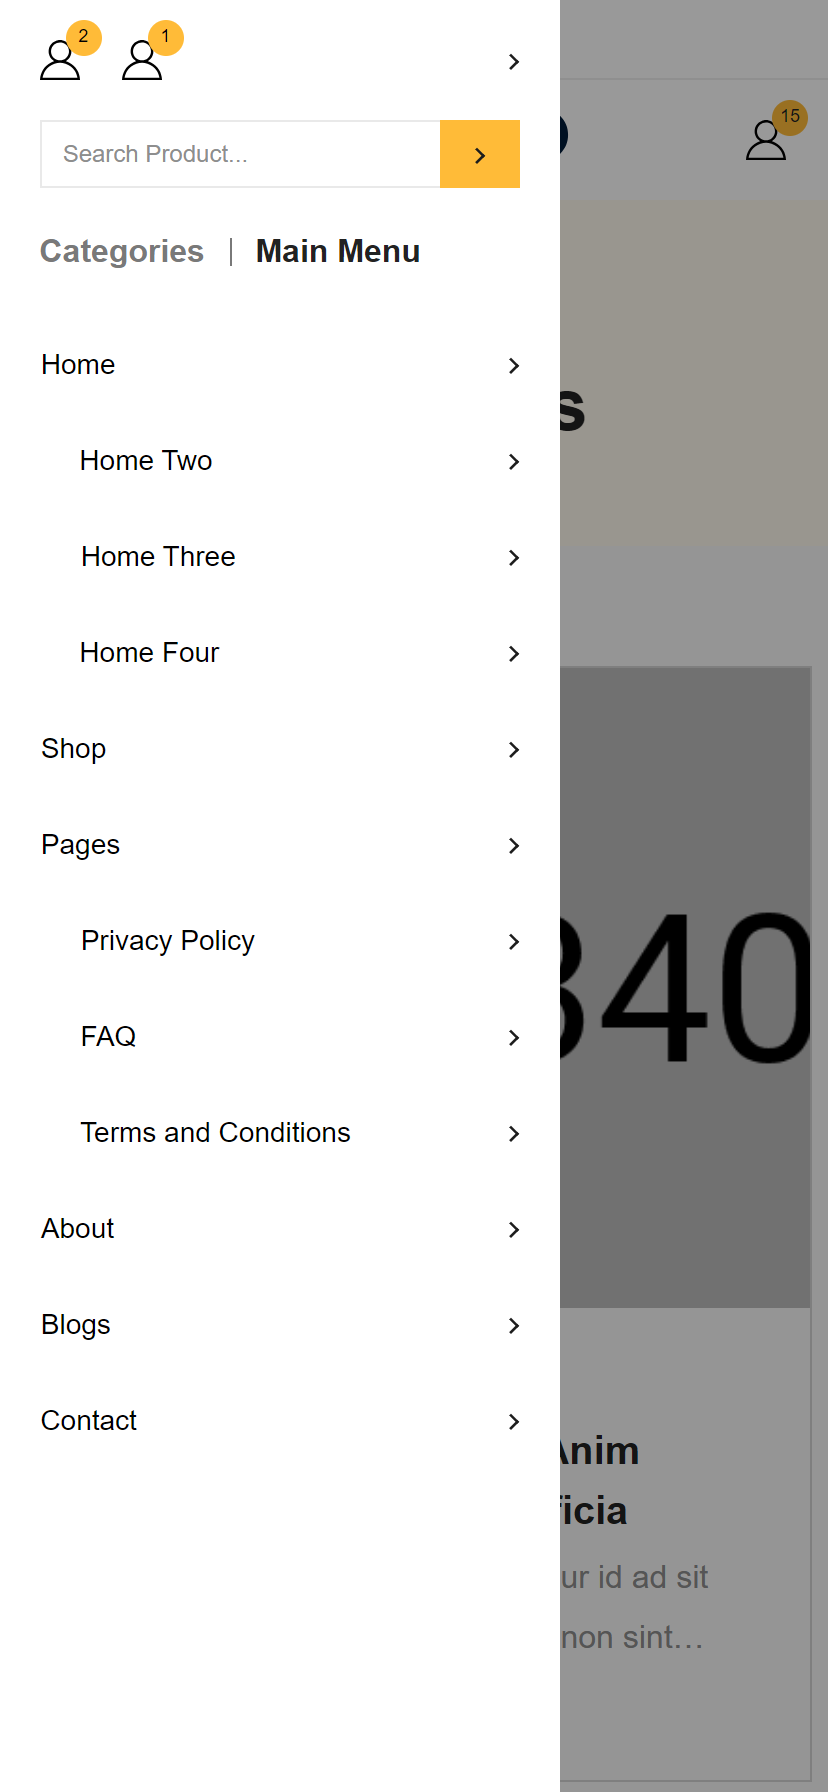 2 1
15
Search Product...
Categories | Main Menu
s
Home
Home Two
Home Three
Home Four
Shop
Pages
340
Privacy Policy
FAQ
Terms and Conditions
About
Blogs
Contact
Anim
ficia
ur id ad sit
non sint...